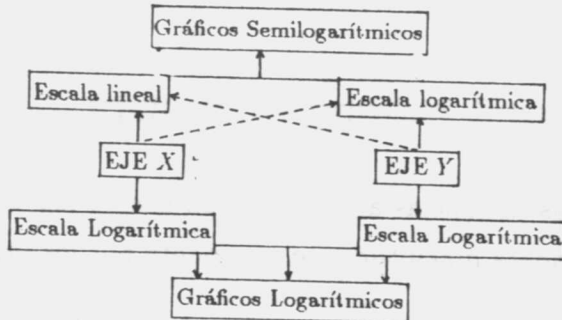 Gráficos Semilogarítmicos
Escala lineal
Escala logarítmica
EJE X
EJE Y
Escala Logarítmica
Escala Logarítmica
Gráficos Logarítmicos